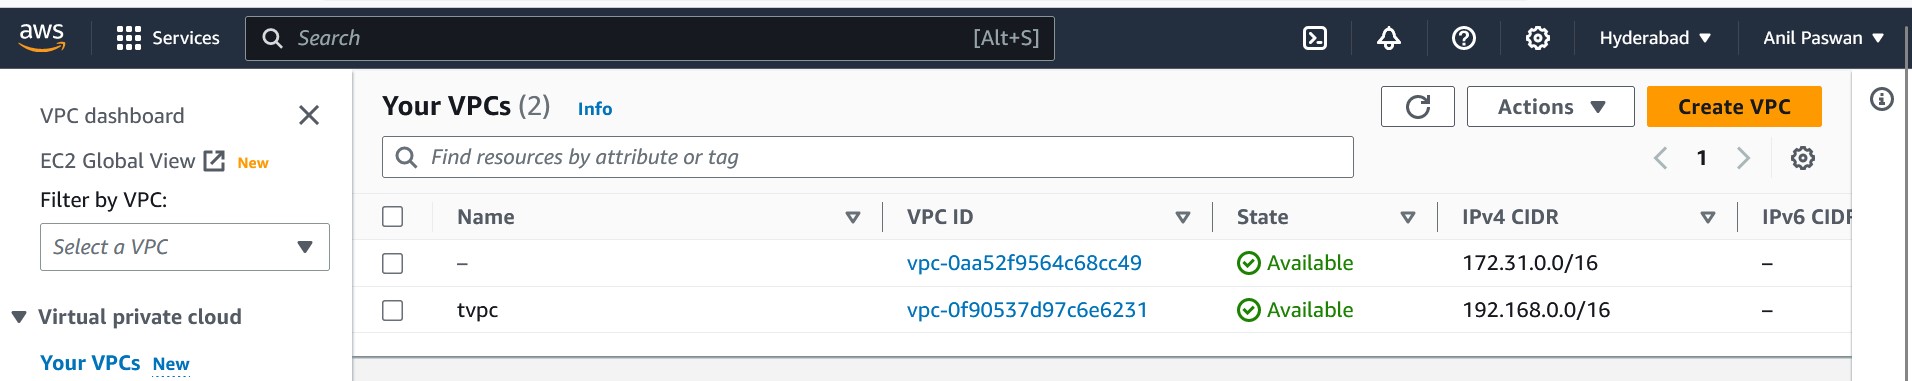 aws Services Search [Alt+S] Hyderabad Anil Paswan
VPC dashboard
EC2 Global View New
Filter by VPC:
Select a VPC
Virtual private cloud
Your VPCs New
Your VPCs (2) Info Actions Create VPC
Find resources by attribute or tag 1
Name VPC ID State IPv4 CIDR IPv6 CIDR
– vpc-0aa52f9564c68cc49 Available 172.31.0.0/16 –
tvpc vpc-0f90537d97c6e6231 Available 192.168.0.0/16 –